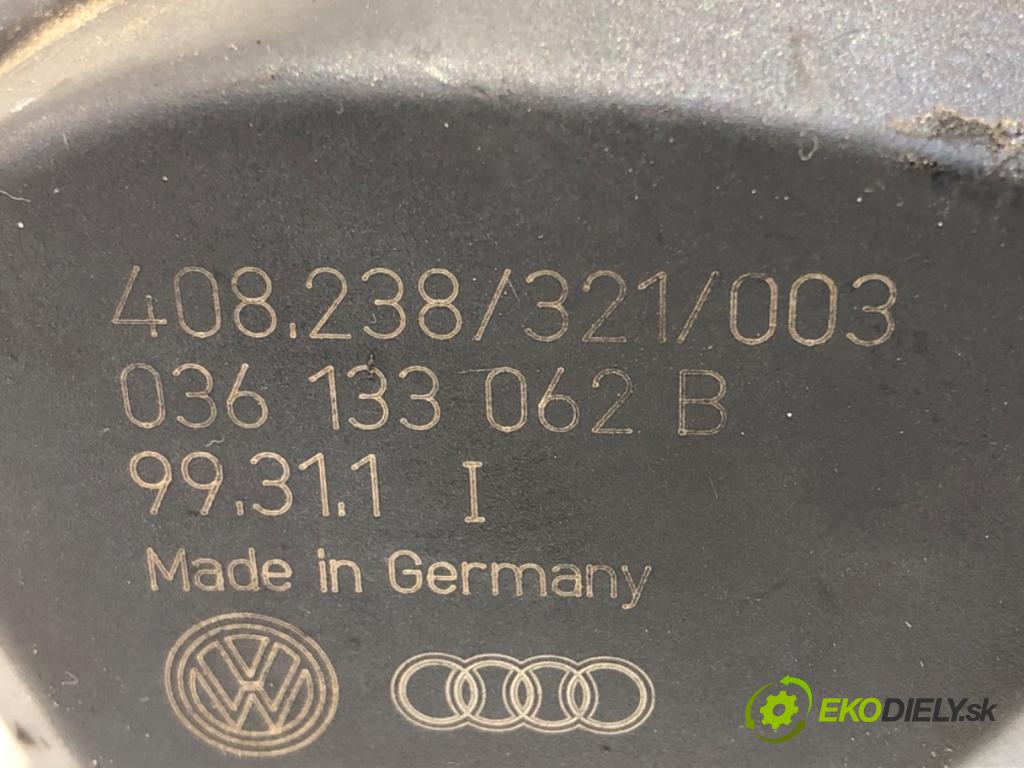 408.238/321/003
036 133 062 B
99.31.1 I
Made in Germany
EKODIELY.sk